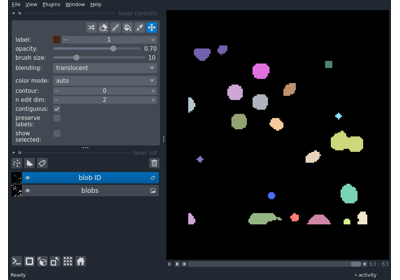 File View Plugins Window Help
layer controls
label: 1
opacity: 0.70
brush size: 10
blending: translucent
color mode: auto
contour: 0
n edit dim: 2
contiguous:
preserve
labels:
show
selected:
layer list
blob ID
blobs
63 63
Ready
activity